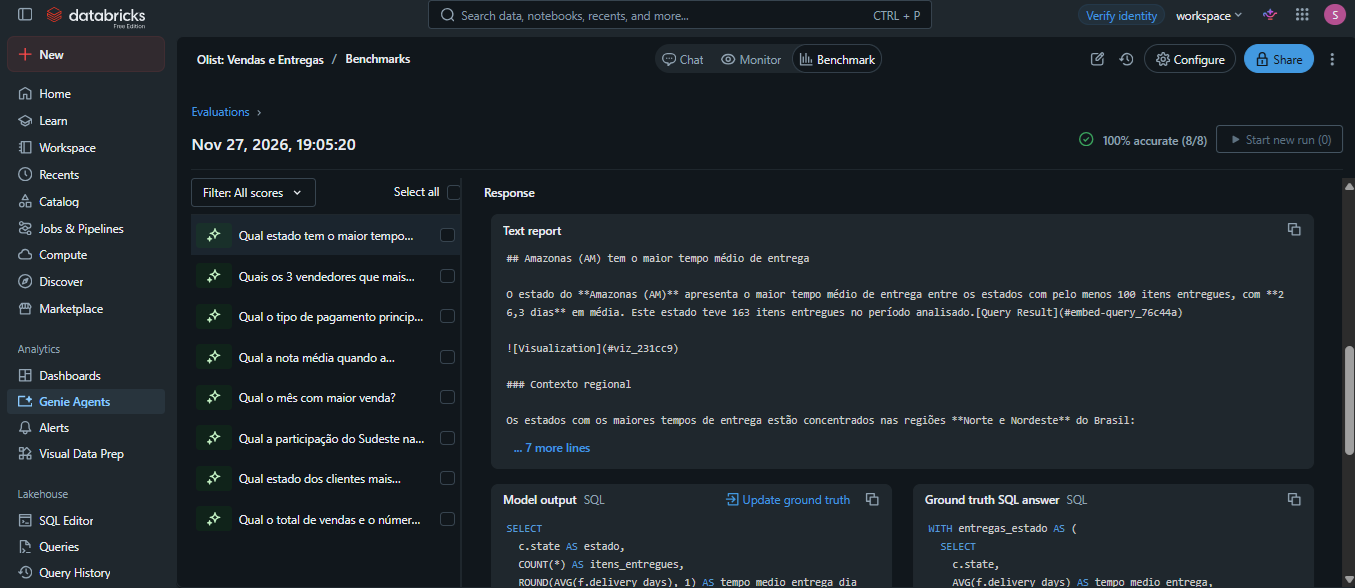 databricks
Free Edition
Search data, notebooks, recents, and more...
CTRL + P
Verify identity
workspace
S
New
Home
Learn
Workspace
Recents
Catalog
Jobs & Pipelines
Compute
Discover
Marketplace
Analytics
Dashboards
Genie Agents
Alerts
Visual Data Prep
Lakehouse
SQL Editor
Queries
Query History
Olist: Vendas e Entregas / Benchmarks
Chat
Monitor
Benchmark
Configure
Share
Evaluations ›
Nov 27, 2026, 19:05:20
100% accurate (8/8)
Start new run (0)
Filter: All scores
Select all
Qual estado tem o maior tempo...
Quais os 3 vendedores que mais...
Qual o tipo de pagamento princip...
Qual a nota média quando a...
Qual o mês com maior venda?
Qual a participação do Sudeste na...
Qual estado dos clientes mais...
Qual o total de vendas e o númer...
Response
Text report
## Amazonas (AM) tem o maior tempo médio de entrega
O estado do **Amazonas (AM)** apresenta o maior tempo médio de entrega entre os estados com pelo menos 100 itens entregues, com **2
6,3 dias** em média. Este estado teve 163 itens entregues no período analisado.[Query Result](#embed-query_76c44a)
![Visualization](#viz_231cc9)
### Contexto regional
Os estados com os maiores tempos de entrega estão concentrados nas regiões **Norte e Nordeste** do Brasil:
... 7 more lines
Model output SQL
Update ground truth
SELECT
c.state AS estado,
COUNT(*) AS itens_entregues,
ROUND(AVG(f.delivery_days), 1) AS tempo_medio_entrega_dia
Ground truth SQL answer SQL
WITH entregas_estado AS (
SELECT
c.state,
AVG(f.delivery_days) AS tempo_medio_entrega,